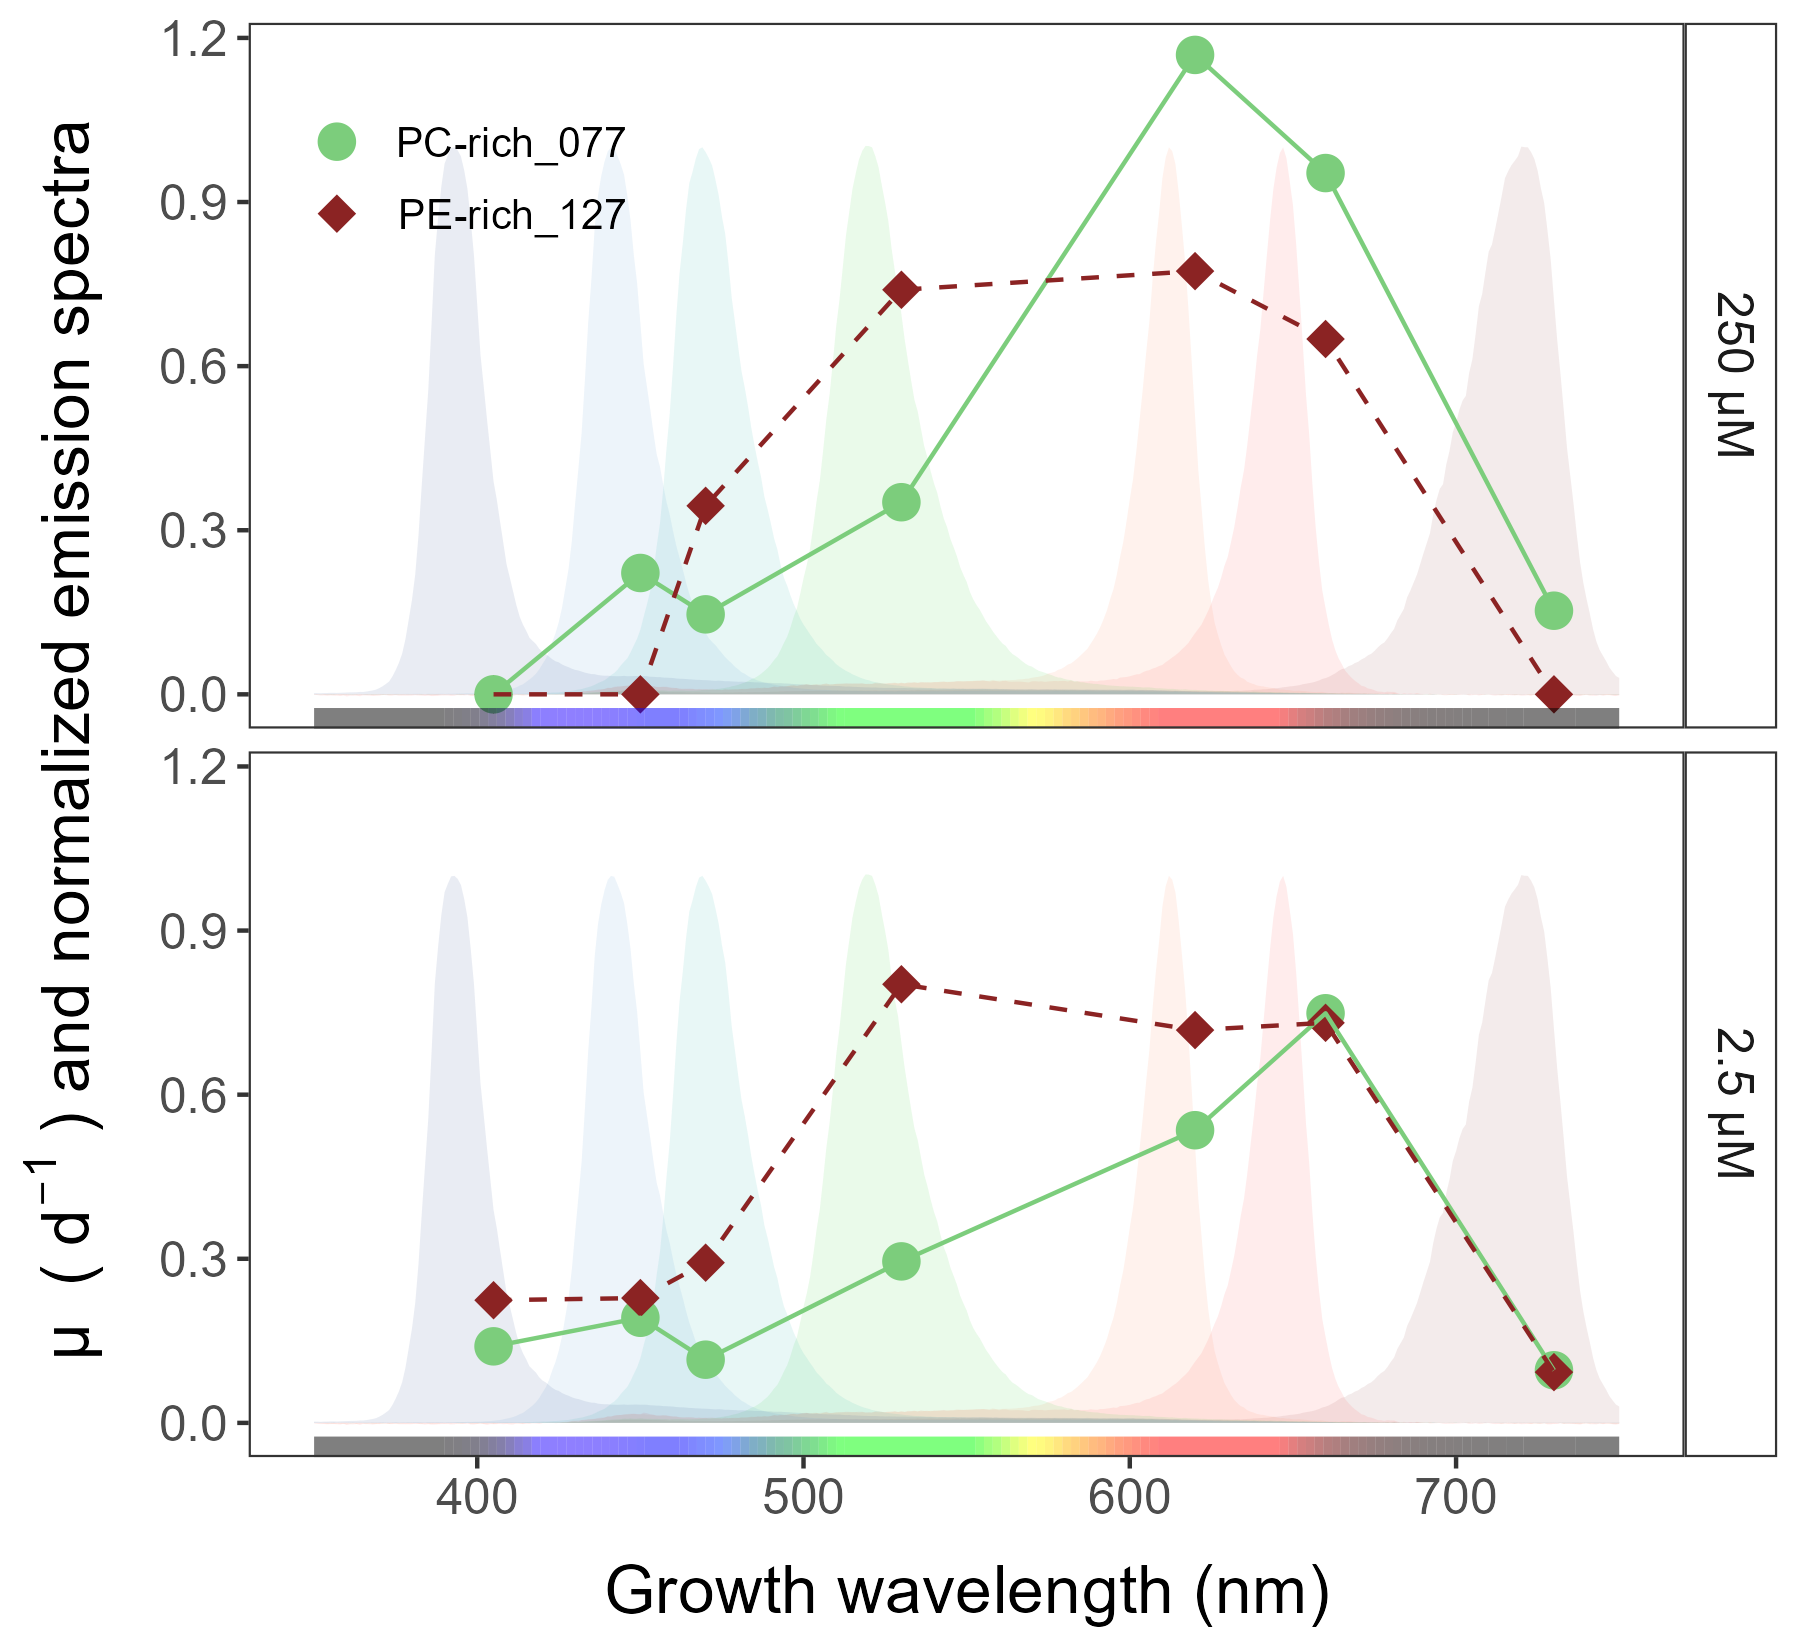 μ ( d⁻¹ ) and normalized emission spectra
1.2
0.9
0.6
0.3
0.0
PC-rich_077
PE-rich_127
250 μM
1.2
0.9
0.6
0.3
0.0
2.5 μM
400 500 600 700
Growth wavelength (nm)